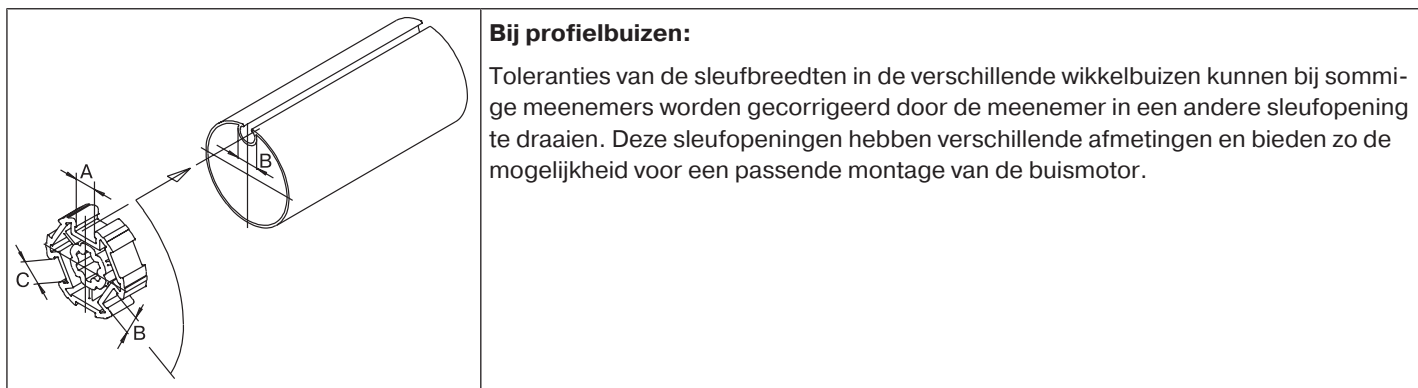 Bij profielbuizen:
Toleranties van de sleufbreedten in de verschillende wikkelbuizen kunnen bij sommi-
ge meenemers worden gecorrigeerd door de meenemer in een andere sleufopening
te draaien. Deze sleufopeningen hebben verschillende afmetingen en bieden zo de
mogelijkheid voor een passende montage van de buismotor.
B
A
C
B